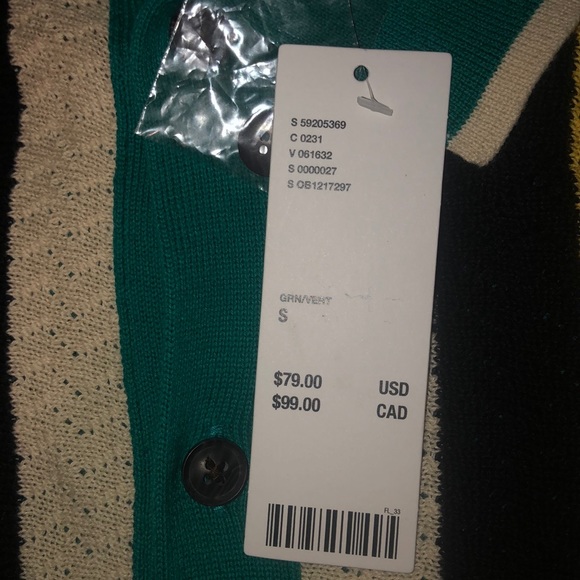 S 59205369
C 0231
V 061632
S 0000027
S OB1217297
GRN/VERT
S
$79.00 USD
$99.00 CAD
FL_33